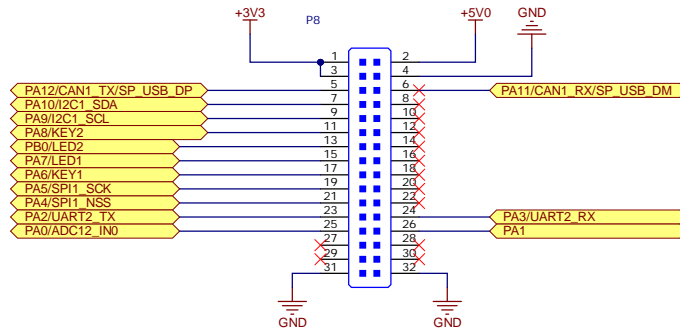 +3V3 P8 +5V0 GND
1 2
3 4
PA12/CAN1_TX/SP_USB_DP 5 6 PA11/CAN1_RX/SP_USB_DM
PA10/I2C1_SDA 7 8
PA9/I2C1_SCL 9 10
PA8/KEY2 11 12
PB0/LED2 13 14
PA7/LED1 15 16
PA6/KEY1 17 18
PA5/SPI1_SCK 19 20
PA4/SPI1_NSS 21 22
PA2/UART2_TX 23 24 PA3/UART2_RX
PA0/ADC12_IN0 25 26 PA1
27 28
29 30
31 32
GND GND